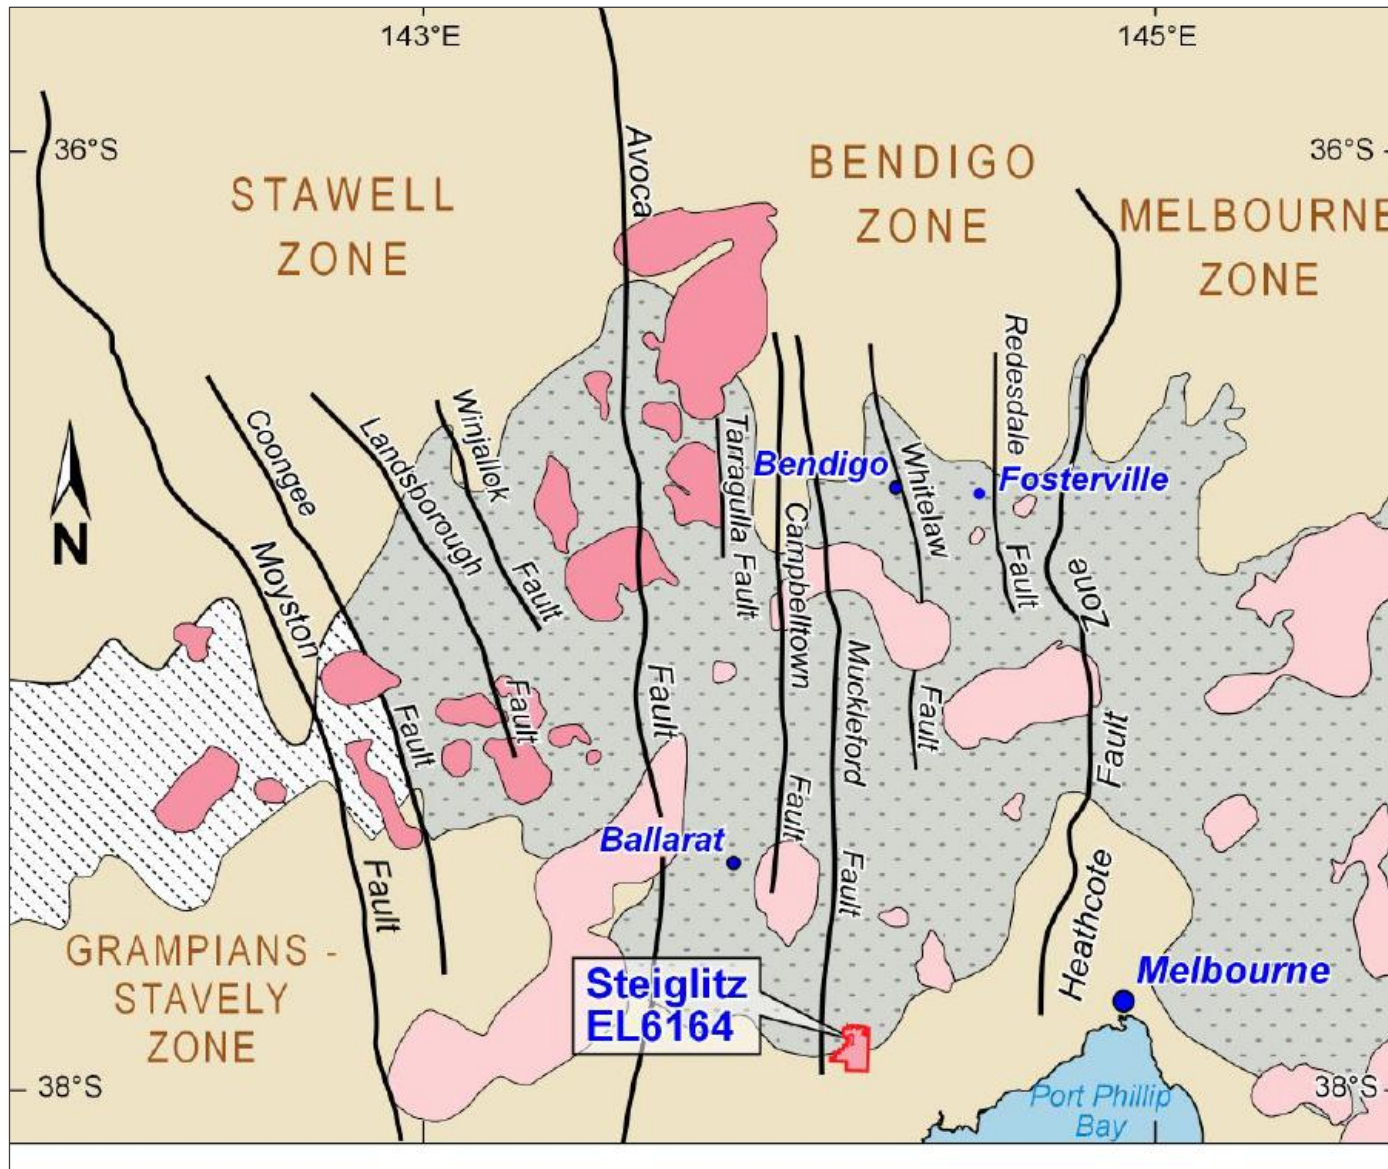 143°E
145°E
36°S
36°S
STAWELL
ZONE
BENDIGO
ZONE
MELBOURNE
ZONE
Avoca
Fault
Redesdale
Fault
Coongee
Fault
Landsborough
Fault
Winjallok
Fault
Tarragulla Fault
Bendigo
Whitelaw
Fault
Fosterville
Campbelltown
Fault
N
Moyston
Fault
Zone
Fault
Heathcote
Muckleford
Fault
Ballarat
GRAMPIANS -
STAVELY
ZONE
Steiglitz
EL6164
Melbourne
38°S
38°S
Port Phillip
Bay